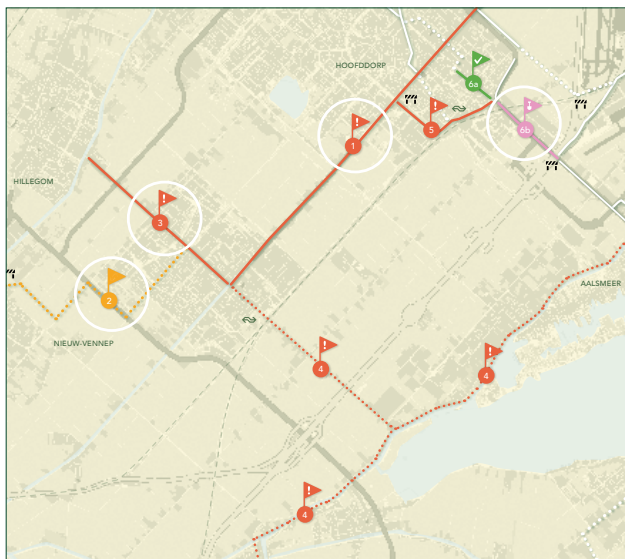 HOOFDDORP
6a
!
5
6b
!
1
HILLEGOM
!
3
AALSMEER
2
NIEUW-VENNEP
!
4
!
4
!
4